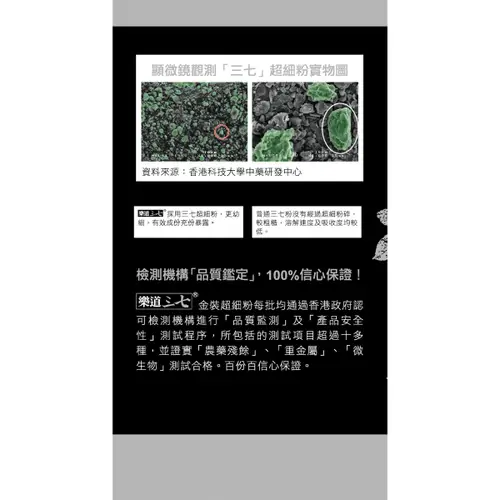 顯微鏡觀測「三七」超細粉實物圖
資料來源：香港科技大學中藥研發中心
樂道三七® 採用三七超細粉，更幼
細，有效成份充份暴露。
普通三七粉沒有經過超細粉碎，
較粗糙，溶解速度及吸收度均較
低。
檢測機構「品質鑑定」，100%信心保證！
樂道三七® 金裝超細粉每批均通過香港政府認
可檢測機構進行「品質監測」及「產品安全
性」測試程序，所包括的測試項目超過十多
種，並證實「農藥殘餘」、「重金屬」、「微
生物」測試合格。百份百信心保證。